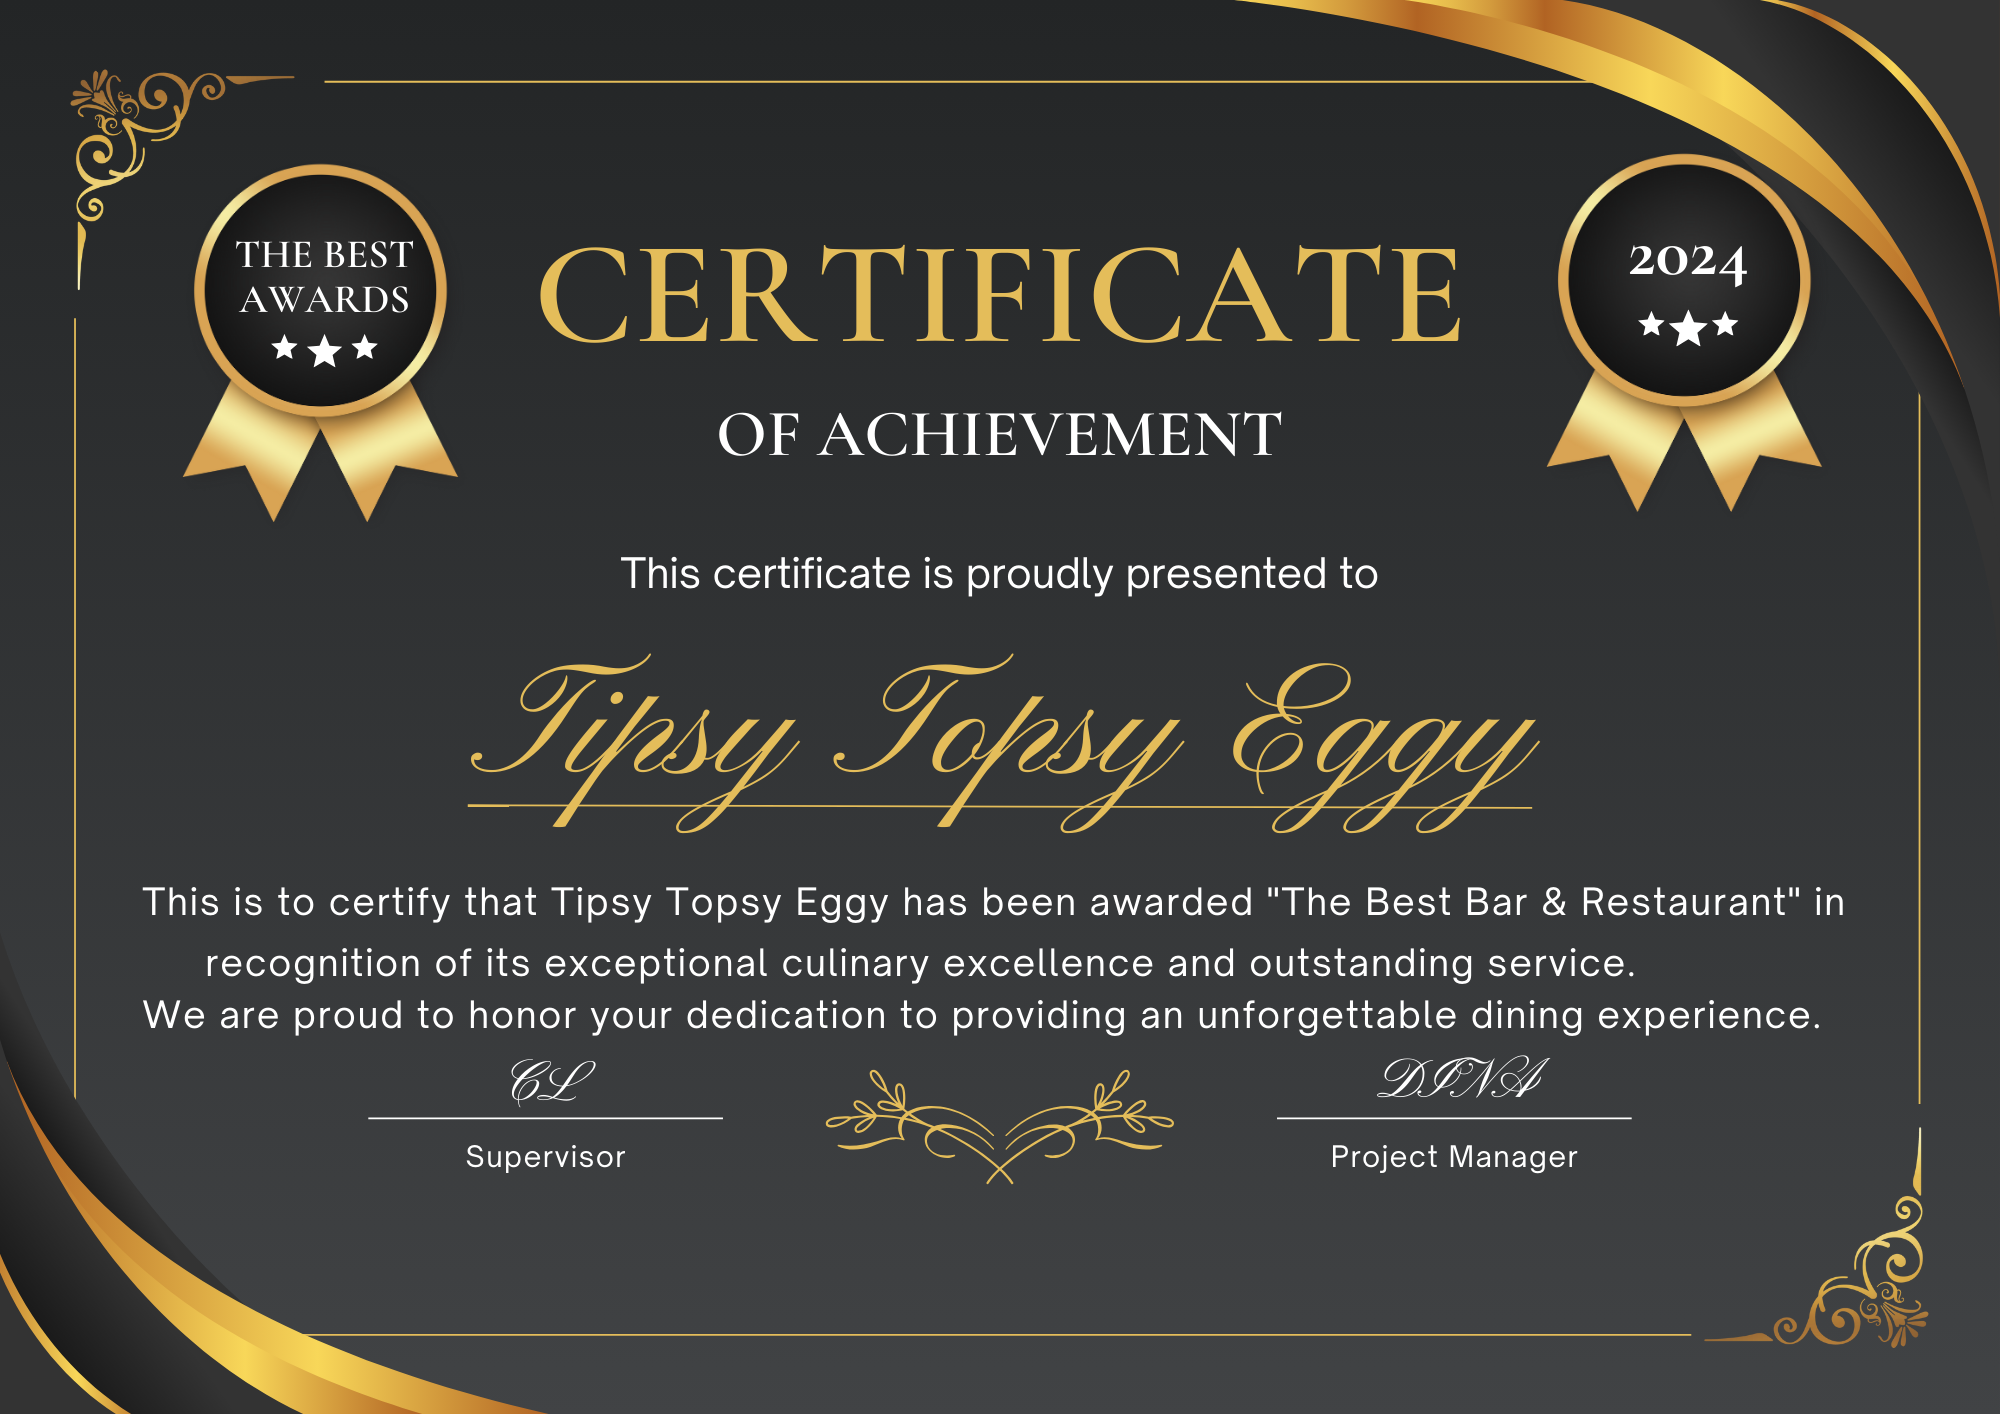 THE BEST
AWARDS
2024
CERTIFICATE
OF ACHIEVEMENT
This certificate is proudly presented to
Tipsy Topsy Eggy
This is to certify that Tipsy Topsy Eggy has been awarded "The Best Bar & Restaurant" in
recognition of its exceptional culinary excellence and outstanding service.
We are proud to honor your dedication to providing an unforgettable dining experience.
CL
Supervisor
DINA
Project Manager